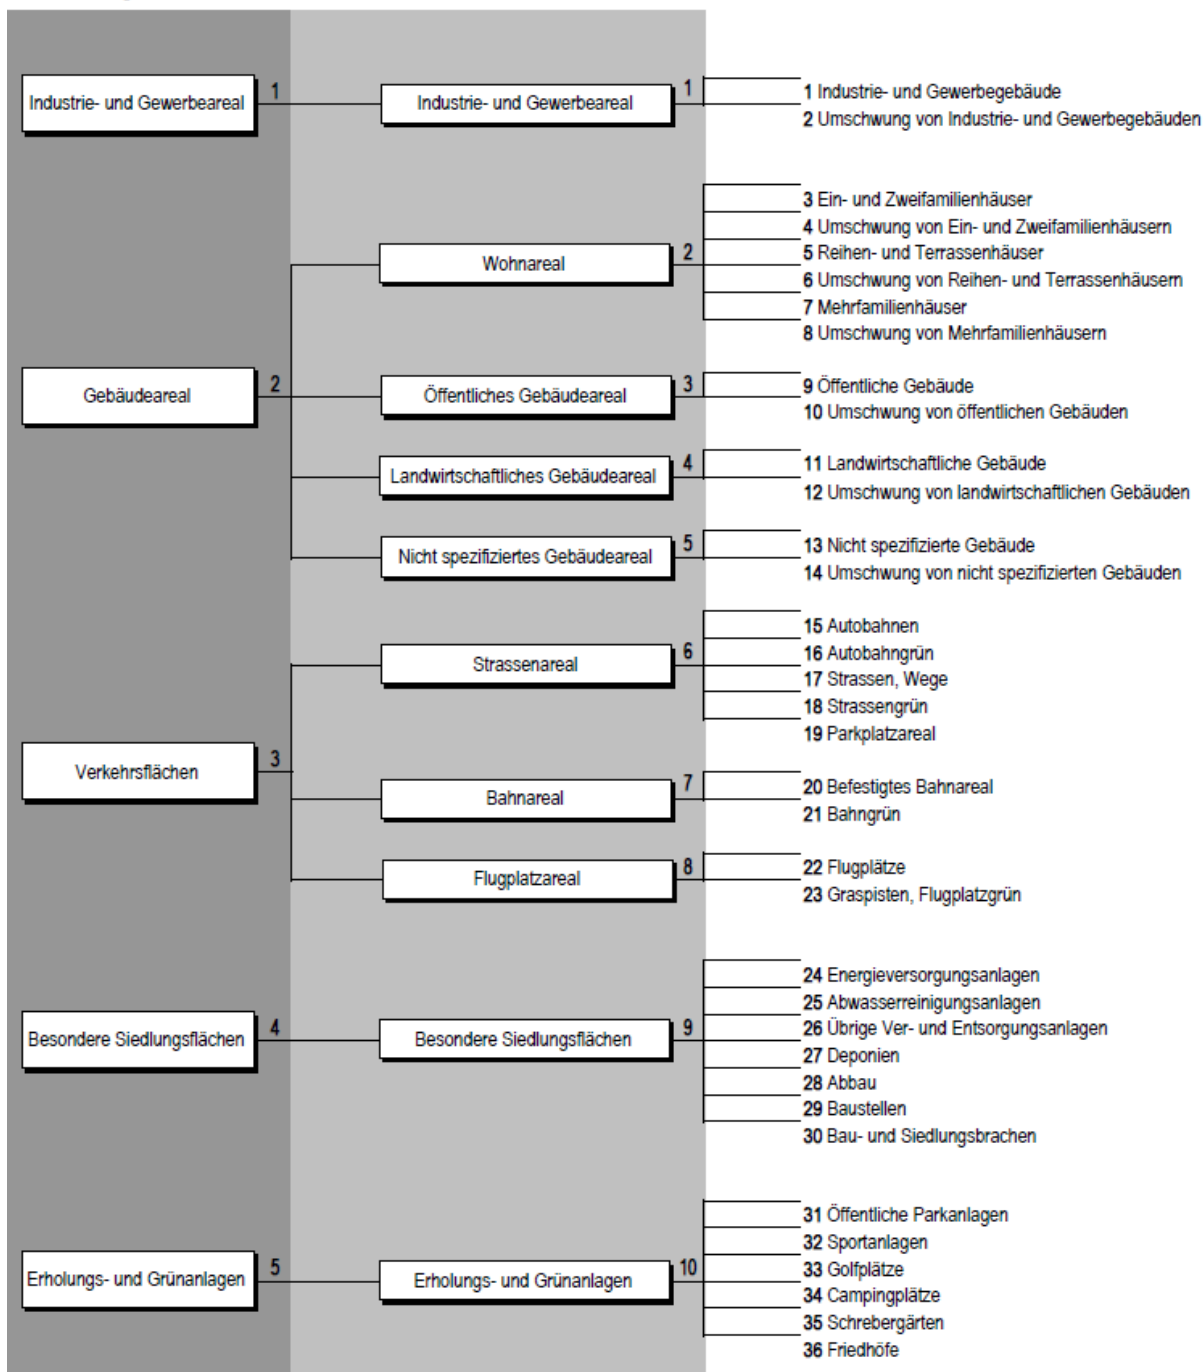 Industrie- und Gewerbeareal 1 Industrie- und Gewerbeareal 1
1 Industrie- und Gewerbegebäude
2 Umschwung von Industrie- und Gewerbegebäuden
Gebäudeareal 2
Wohnareal 2
3 Ein- und Zweifamilienhäuser
4 Umschwung von Ein- und Zweifamilienhäusern
5 Reihen- und Terrassenhäuser
6 Umschwung von Reihen- und Terrassenhäusern
7 Mehrfamilienhäuser
8 Umschwung von Mehrfamilienhäusern
Öffentliches Gebäudeareal 3
9 Öffentliche Gebäude
10 Umschwung von öffentlichen Gebäuden
Landwirtschaftliches Gebäudeareal 4
11 Landwirtschaftliche Gebäude
12 Umschwung von landwirtschaftlichen Gebäuden
Nicht spezifiziertes Gebäudeareal 5
13 Nicht spezifizierte Gebäude
14 Umschwung von nicht spezifizierten Gebäuden
Verkehrsflächen 3
Strassenareal 6
15 Autobahnen
16 Autobahngrün
17 Strassen, Wege
18 Strassengrün
19 Parkplatzareal
Bahnareal 7
20 Befestigtes Bahnareal
21 Bahngrün
Flugplatzareal 8
22 Flugplätze
23 Graspisten, Flugplatzgrün
Besondere Siedlungsflächen 4 Besondere Siedlungsflächen 9
24 Energieversorgungsanlagen
25 Abwasserreinigungsanlagen
26 Übrige Ver- und Entsorgungsanlagen
27 Deponien
28 Abbau
29 Baustellen
30 Bau- und Siedlungsbrachen
Erholungs- und Grünanlagen 5 Erholungs- und Grünanlagen 10
31 Öffentliche Parkanlagen
32 Sportanlagen
33 Golfplätze
34 Campingplätze
35 Schrebergärten
36 Friedhöfe